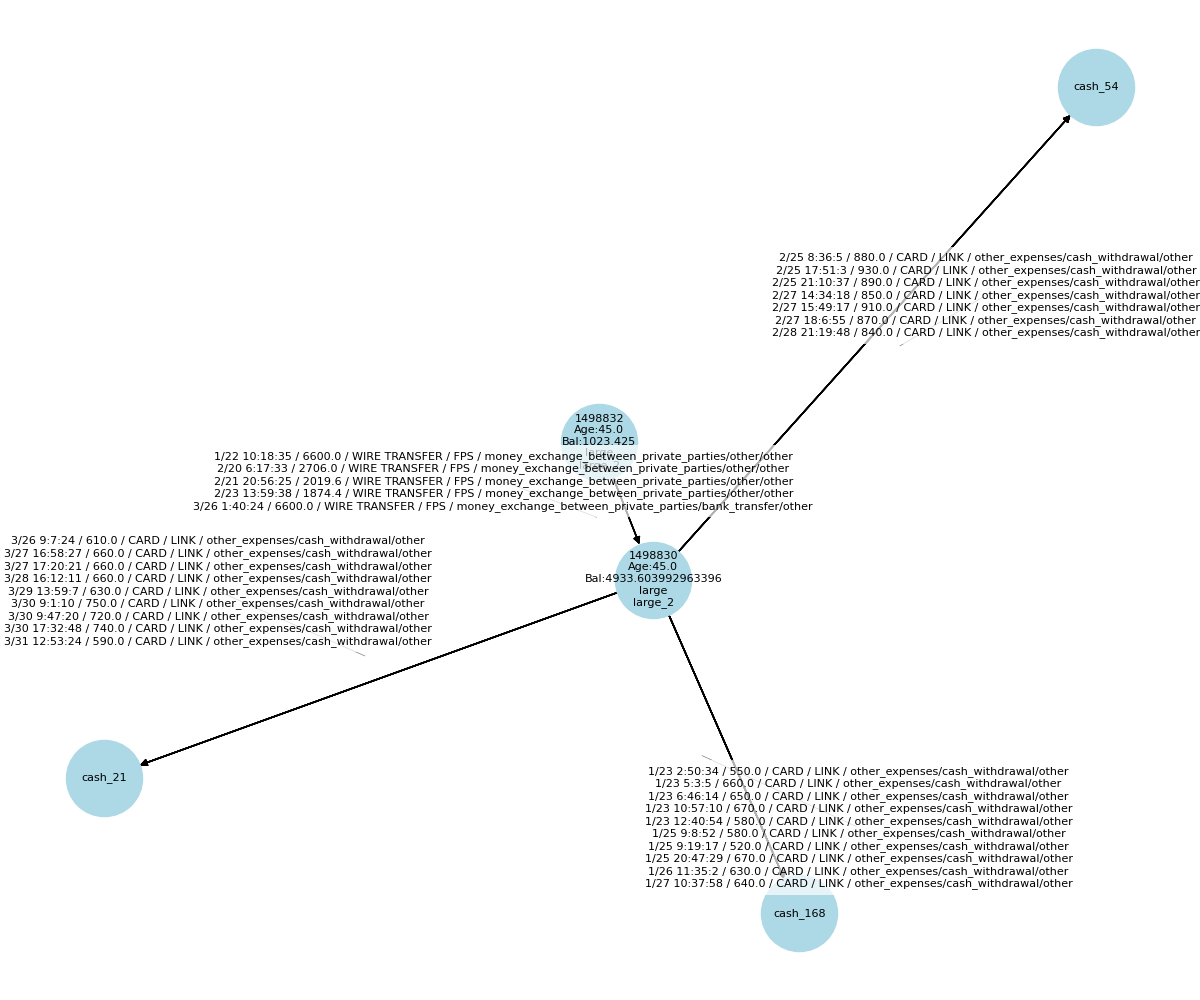 cash_54
2/25 8:36:5 / 880.0 / CARD / LINK / other_expenses/cash_withdrawal/other
2/25 17:51:3 / 930.0 / CARD / LINK / other_expenses/cash_withdrawal/other
2/25 21:10:37 / 890.0 / CARD / LINK / other_expenses/cash_withdrawal/other
2/27 14:34:18 / 850.0 / CARD / LINK / other_expenses/cash_withdrawal/other
2/27 15:49:17 / 910.0 / CARD / LINK / other_expenses/cash_withdrawal/other
2/27 18:6:55 / 870.0 / CARD / LINK / other_expenses/cash_withdrawal/other
2/28 21:19:48 / 840.0 / CARD / LINK / other_expenses/cash_withdrawal/other
1498832
Age:45.0
Bal:1023.425
large
1/22 10:18:35 / 6600.0 / WIRE TRANSFER / FPS / money_exchange_between_private_parties/other/other
2/20 6:17:33 / 2706.0 / WIRE TRANSFER / FPS / money_exchange_between_private_parties/other/other
2/21 20:56:25 / 2019.6 / WIRE TRANSFER / FPS / money_exchange_between_private_parties/other/other
2/23 13:59:38 / 1874.4 / WIRE TRANSFER / FPS / money_exchange_between_private_parties/other/other
3/26 1:40:24 / 6600.0 / WIRE TRANSFER / FPS / money_exchange_between_private_parties/bank_transfer/other
1498830
Age:45.0
Bal:4933.603992963396
large
large_2
3/26 9:7:24 / 610.0 / CARD / LINK / other_expenses/cash_withdrawal/other
3/27 16:58:27 / 660.0 / CARD / LINK / other_expenses/cash_withdrawal/other
3/27 17:20:21 / 660.0 / CARD / LINK / other_expenses/cash_withdrawal/other
3/28 16:12:11 / 660.0 / CARD / LINK / other_expenses/cash_withdrawal/other
3/29 13:59:7 / 630.0 / CARD / LINK / other_expenses/cash_withdrawal/other
3/30 9:1:10 / 750.0 / CARD / LINK / other_expenses/cash_withdrawal/other
3/30 9:47:20 / 720.0 / CARD / LINK / other_expenses/cash_withdrawal/other
3/30 17:32:48 / 740.0 / CARD / LINK / other_expenses/cash_withdrawal/other
3/31 12:53:24 / 590.0 / CARD / LINK / other_expenses/cash_withdrawal/other
cash_21
1/23 2:50:34 / 550.0 / CARD / LINK / other_expenses/cash_withdrawal/other
1/23 5:3:5 / 660.0 / CARD / LINK / other_expenses/cash_withdrawal/other
1/23 6:46:14 / 650.0 / CARD / LINK / other_expenses/cash_withdrawal/other
1/23 10:57:10 / 670.0 / CARD / LINK / other_expenses/cash_withdrawal/other
1/23 12:40:54 / 580.0 / CARD / LINK / other_expenses/cash_withdrawal/other
1/25 9:8:52 / 580.0 / CARD / LINK / other_expenses/cash_withdrawal/other
1/25 9:19:17 / 520.0 / CARD / LINK / other_expenses/cash_withdrawal/other
1/25 20:47:29 / 670.0 / CARD / LINK / other_expenses/cash_withdrawal/other
1/26 11:35:2 / 630.0 / CARD / LINK / other_expenses/cash_withdrawal/other
1/27 10:37:58 / 640.0 / CARD / LINK / other_expenses/cash_withdrawal/other
cash_168